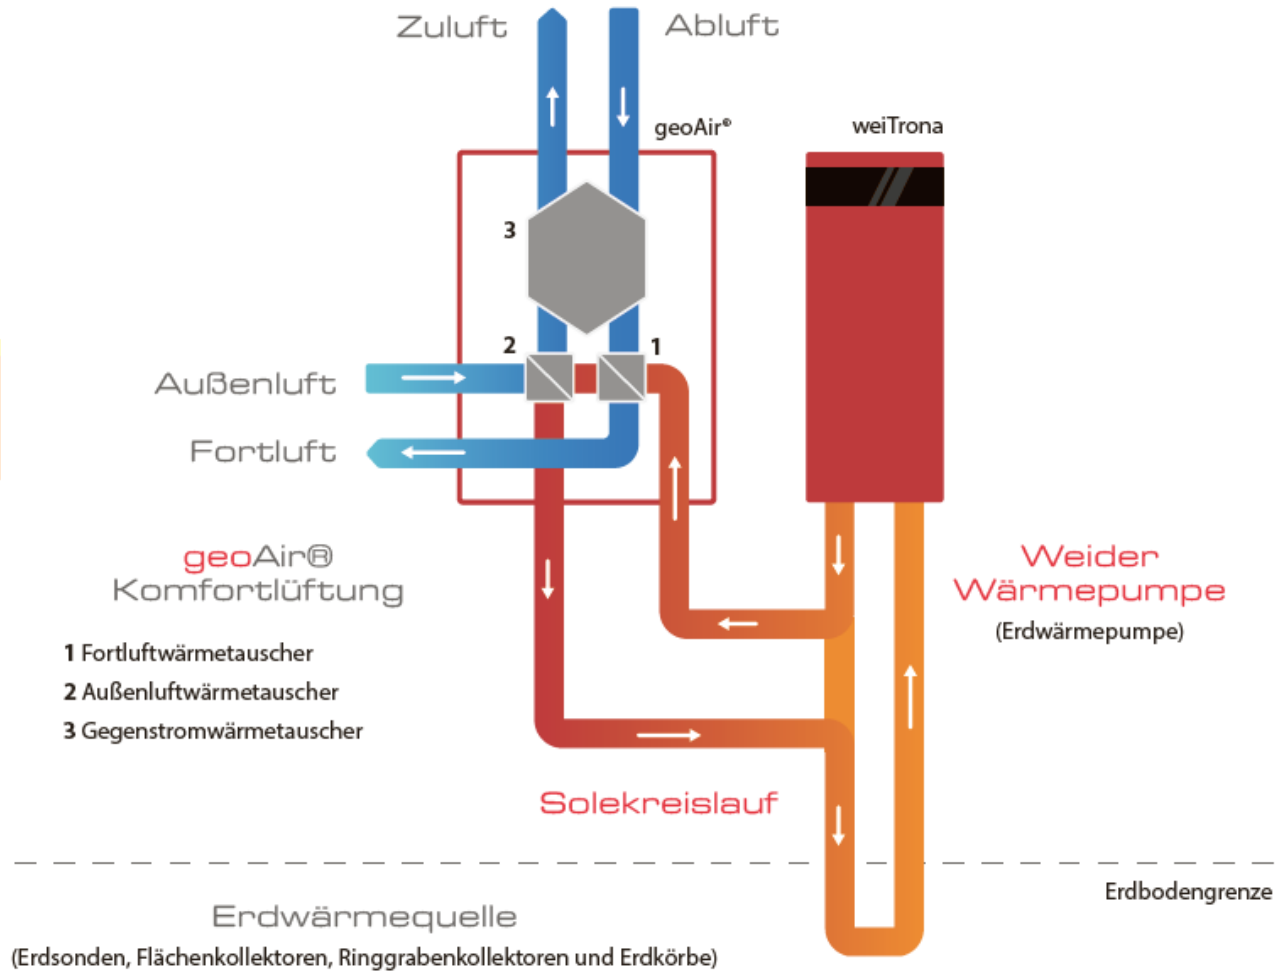 Zuluft
Abluft
geoAir®
weiTrona
3
2
1
Außenluft
Fortluft
geoAir®
Komfortlüftung
1 Fortluftwärmetauscher
2 Außenluftwärmetauscher
3 Gegenstromwärmetauscher
Weider
Wärmepumpe
(Erdwärmepumpe)
Solekreislauf
Erdbodengrenze
Erdwärmequelle
(Erdsonden, Flächenkollektoren, Ringgrabenkollektoren und Erdkörbe)